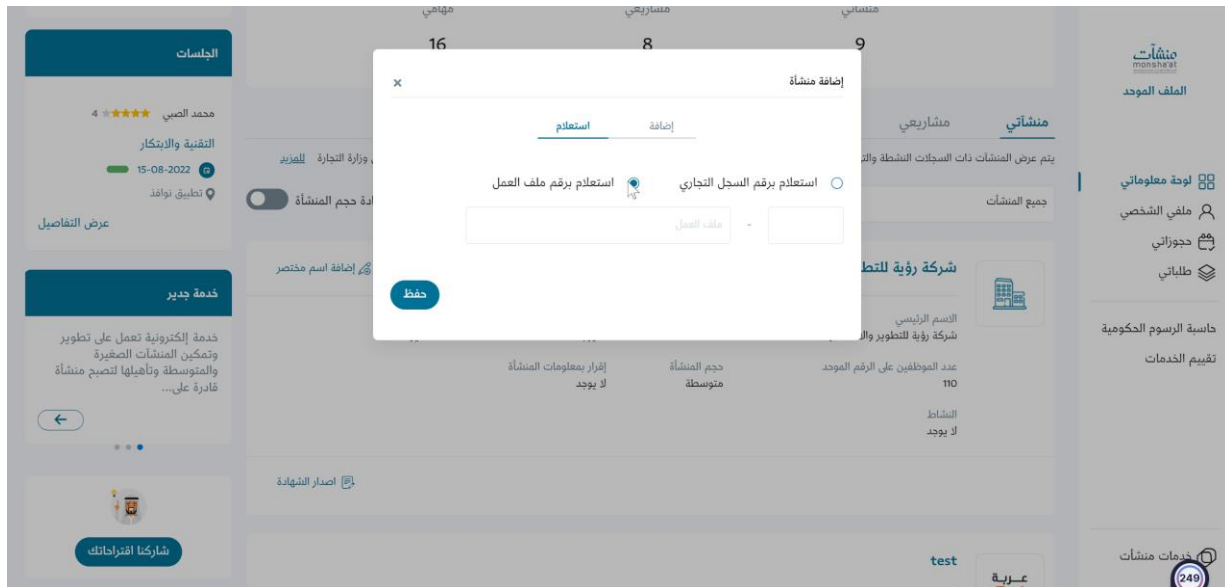 منشآت
monsha'at
الملف الموحد
لوحة معلوماتي
ملفي الشخصي
حجوزاتي
طلباتي
حاسبة الرسوم الحكومية
تقييم الخدمات
خدمات منشآت
249
منشآتي
مشاريعي
مهامي
9
8
16
منشآتي
مشاريعي
يتم عرض المنشآت ذات السجلات النشطة
وزارة التجارة للمزيد
جميع المنشآت
حجم المنشأة
إضافة منشأة
×
إضافة
استعلام
استعلام برقم السجل التجاري
استعلام برقم ملف العمل
-
ملف العمل
حفظ
شركة رؤية
إضافة اسم مختصر
الاسم الرئيسي
شركة رؤية للتطوير
عدد الموظفين على الرقم الموحد
110
حجم المنشأة
متوسطة
إقرار بمعلومات المنشأة
لا يوجد
النشاط
لا يوجد
اصدار الشهادة
test
عــربـة
الجلسات
محمد الصبي
4
التقنية والابتكار
15-08-2022
تطبيق نوافذ
عرض التفاصيل
خدمة جدير
خدمة إلكترونية تعمل على تطوير
وتمكين المنشآت الصغيرة
والمتوسطة وتأهيلها لتصبح منشأة
قادرة على...
شاركنا اقتراحاتك